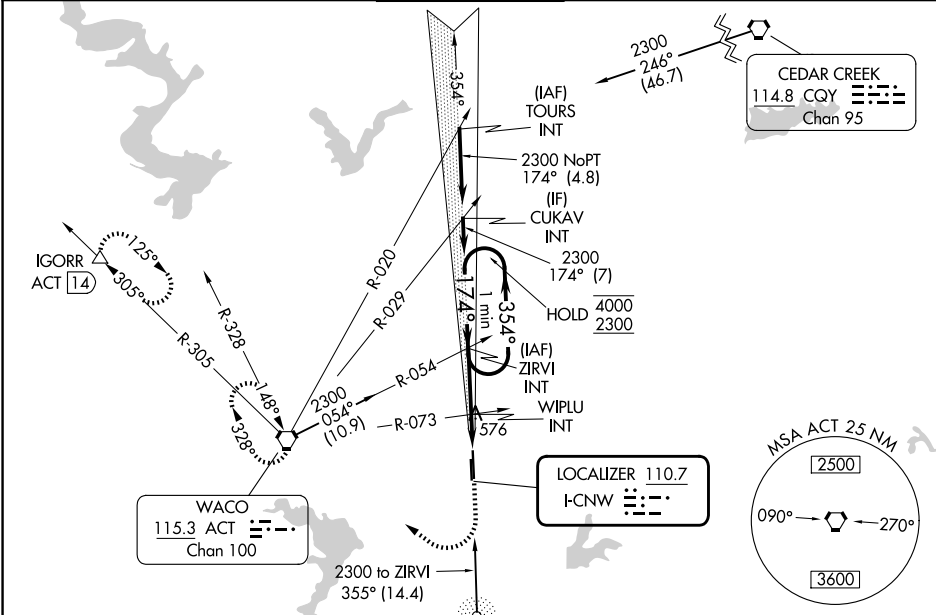 2300
246°
(46.7)
CEDAR CREEK
114.8 CQY
Chan 95
354°
(IAF)
TOURS
INT
2300 NoPT
174° (4.8)
(IF)
CUKAV
INT
2300
174° (7)
HOLD 4000
2300
174°
1 min
354°
(IAF)
ZIRVI
INT
WIPLU
INT
576
IGORR
ACT 14
125°
305°
R-305
R-328
148°
328°
R-020
R-029
2300
054°
(10.9)
R-054
R-073
WACO
115.3 ACT
Chan 100
LOCALIZER 110.7
I-CNW
2300 to ZIRVI
355° (14.4)
MSA ACT 25 NM
2500
090°
270°
3600